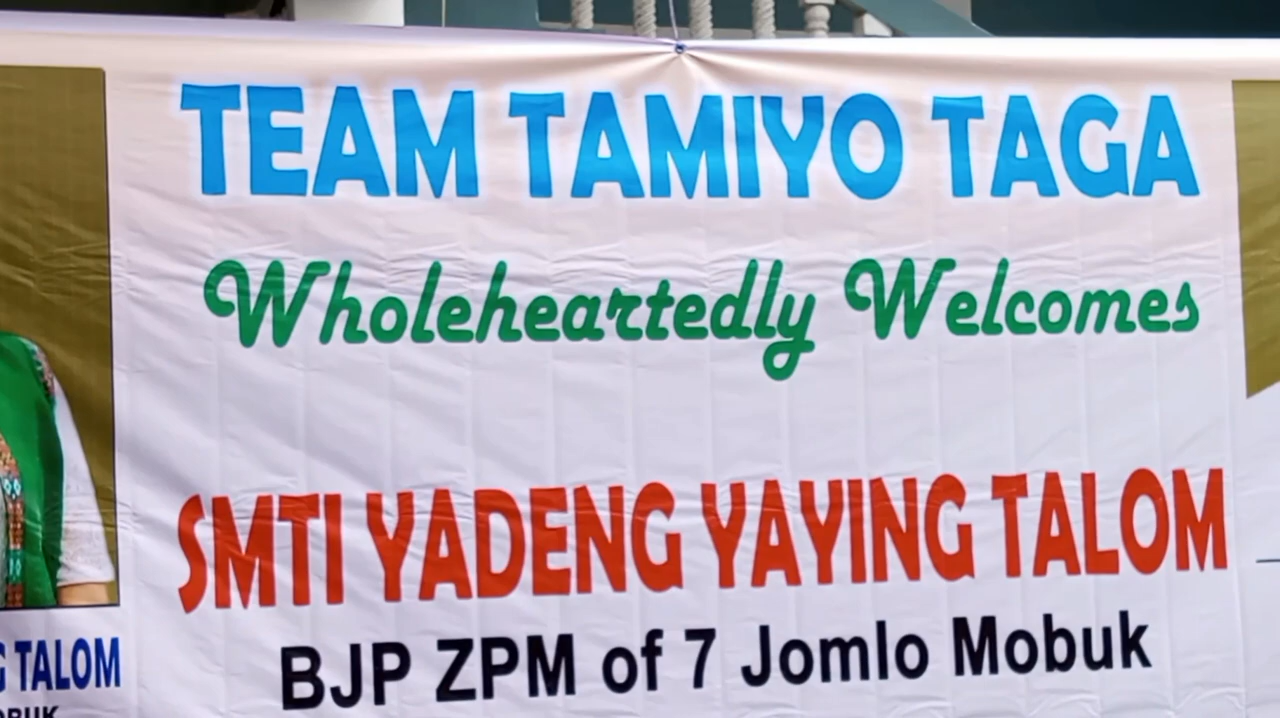 TEAM TAMIYO TAGA
Wholeheartedly Welcomes
SMTI YADENG YAYING TALOM
BJP ZPM of 7 Jomlo Mobuk
TALOM